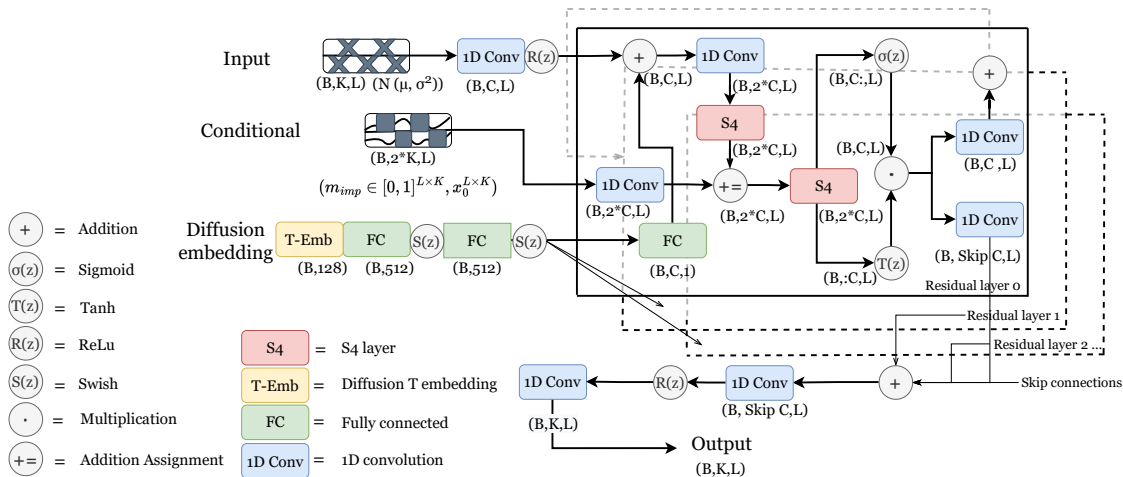 Input
(B,K,L) (N (μ, σ²))
1D Conv
(B,C,L)
R(z)
+
(B,C,L)
1D Conv
(B,2*C,L)
S4
(B,2*C,L)
σ(z)
(B,C:,L)
+
Conditional
(B,2*K,L)
(m_imp ∈ [0, 1]^{L×K}, x_0^{L×K})
1D Conv
(B,2*C,L)
+=
(B,2*C,L)
S4
(B,2*C,L)
(B,C,L)
·
1D Conv
(B,C ,L)
1D Conv
(B, Skip C,L)
Diffusion
embedding
T-Emb
(B,128)
FC
(B,512)
S(z)
FC
(B,512)
S(z)
FC
(B,C,1)
T(z)
(B,:C,L)
Residual layer 0
Residual layer 1
Residual layer 2 ...
Skip connections
+
1D Conv
(B, Skip C,L)
R(z)
1D Conv
(B,K,L)
Output
(B,K,L)
+ = Addition
σ(z) = Sigmoid
T(z) = Tanh
R(z) = ReLu
S(z) = Swish
· = Multiplication
+= = Addition Assignment
S4 = S4 layer
T-Emb = Diffusion T embedding
FC = Fully connected
1D Conv = 1D convolution